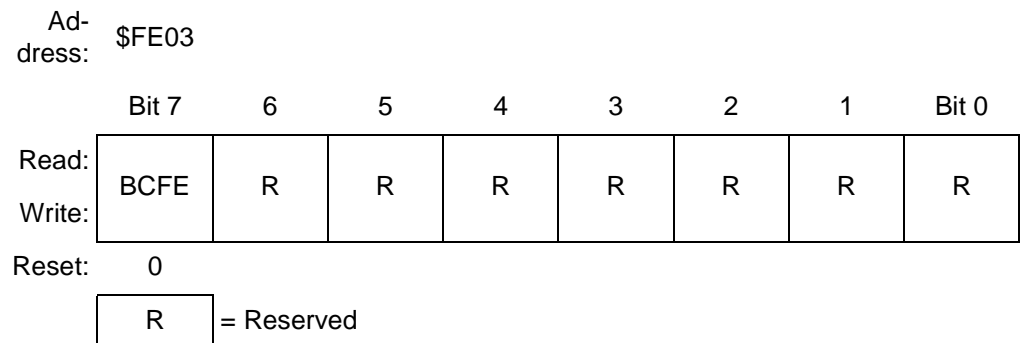 Ad-
dress: $FE03
Bit 7 6 5 4 3 2 1 Bit 0
Read:
BCFE R R R R R R R
Write:
Reset: 0
R = Reserved